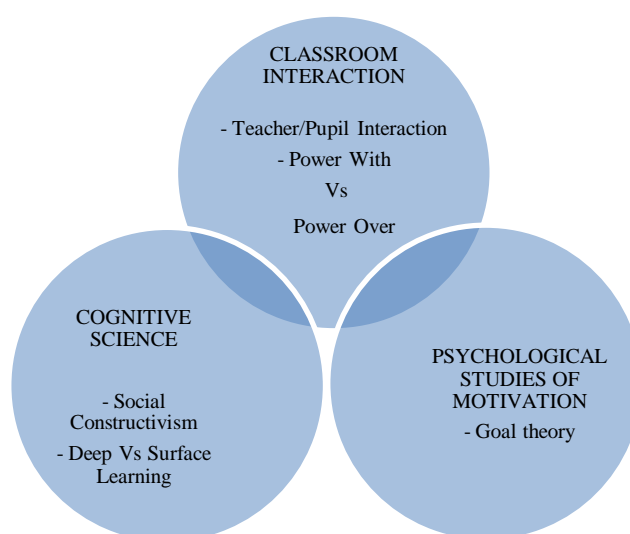 CLASSROOM
INTERACTION
- Teacher/Pupil Interaction
- Power With
Vs
Power Over
COGNITIVE
SCIENCE
- Social
Constructivism
- Deep Vs Surface
Learning
PSYCHOLOGICAL
STUDIES OF
MOTIVATION
- Goal theory